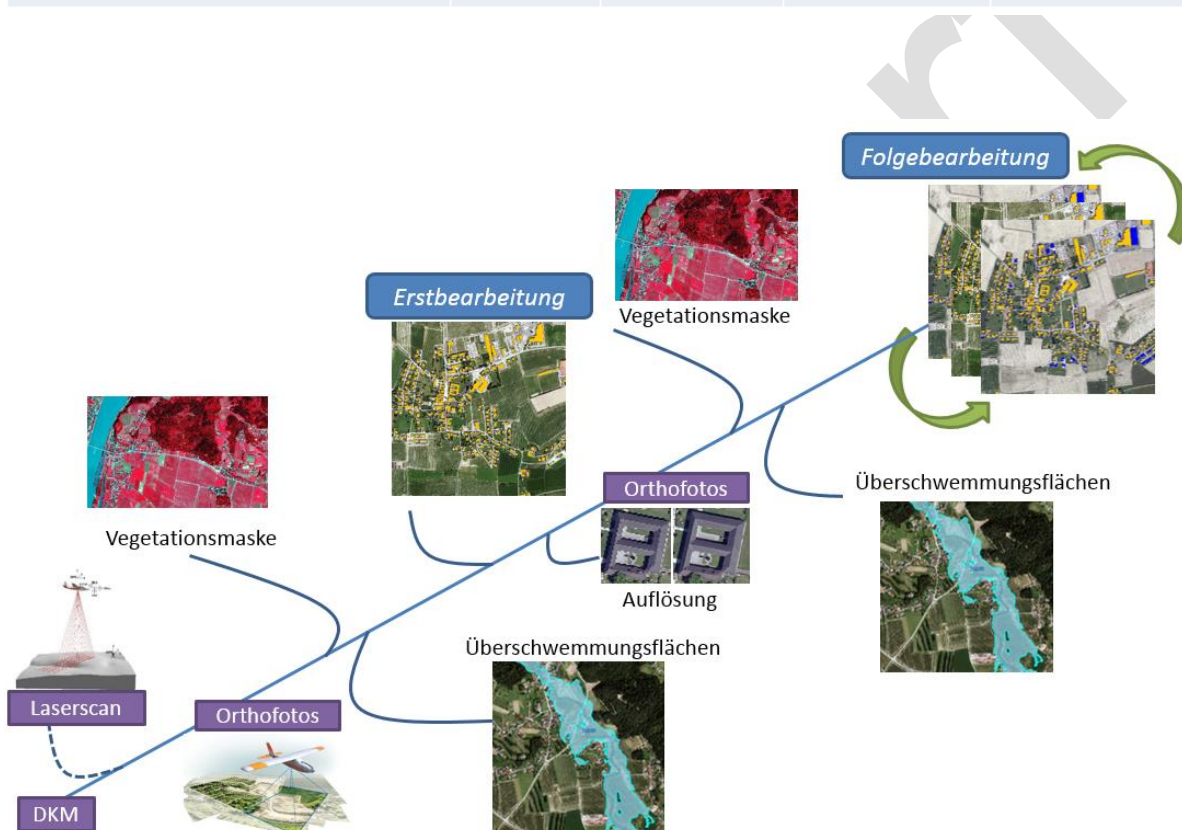 Folgebearbeitung
Vegetationsmaske
Erstbearbeitung
Vegetationsmaske
Orthofotos
Auflösung
Überschwemmungsflächen
Überschwemmungsflächen
Laserscan
Orthofotos
DKM